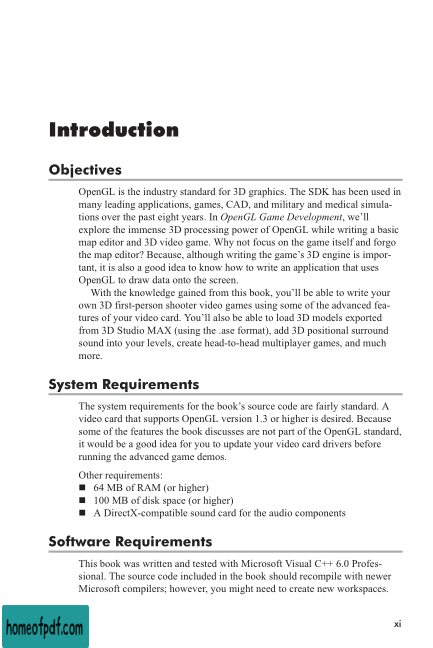 Introduction
Objectives
OpenGL is the industry standard for 3D graphics. The SDK has been used in
many leading applications, games, CAD, and military and medical simula-
tions over the past eight years. In OpenGL Game Development, we'll
explore the immense 3D processing power of OpenGL while writing a basic
map editor and 3D video game. Why not focus on the game itself and forgo
the map editor? Because, although writing the game's 3D engine is impor-
tant, it is also a good idea to know how to write an application that uses
OpenGL to draw data onto the screen.
With the knowledge gained from this book, you'll be able to write your
own 3D first-person shooter video games using some of the advanced fea-
tures of your video card. You'll also be able to load 3D models exported
from 3D Studio MAX (using the .ase format), add 3D positional surround
sound into your levels, create head-to-head multiplayer games, and much
more.
System Requirements
The system requirements for the book's source code are fairly standard. A
video card that supports OpenGL version 1.3 or higher is desired. Because
some of the features the book discusses are not part of the OpenGL standard,
it would be a good idea for you to update your video card drivers before
running the advanced game demos.
Other requirements:
■ 64 MB of RAM (or higher)
■ 100 MB of disk space (or higher)
■ A DirectX-compatible sound card for the audio components
Software Requirements
This book was written and tested with Microsoft Visual C++ 6.0 Profes-
sional. The source code included in the book should recompile with newer
Microsoft compilers; however, you might need to create new workspaces.
xi
homeofpdf.com